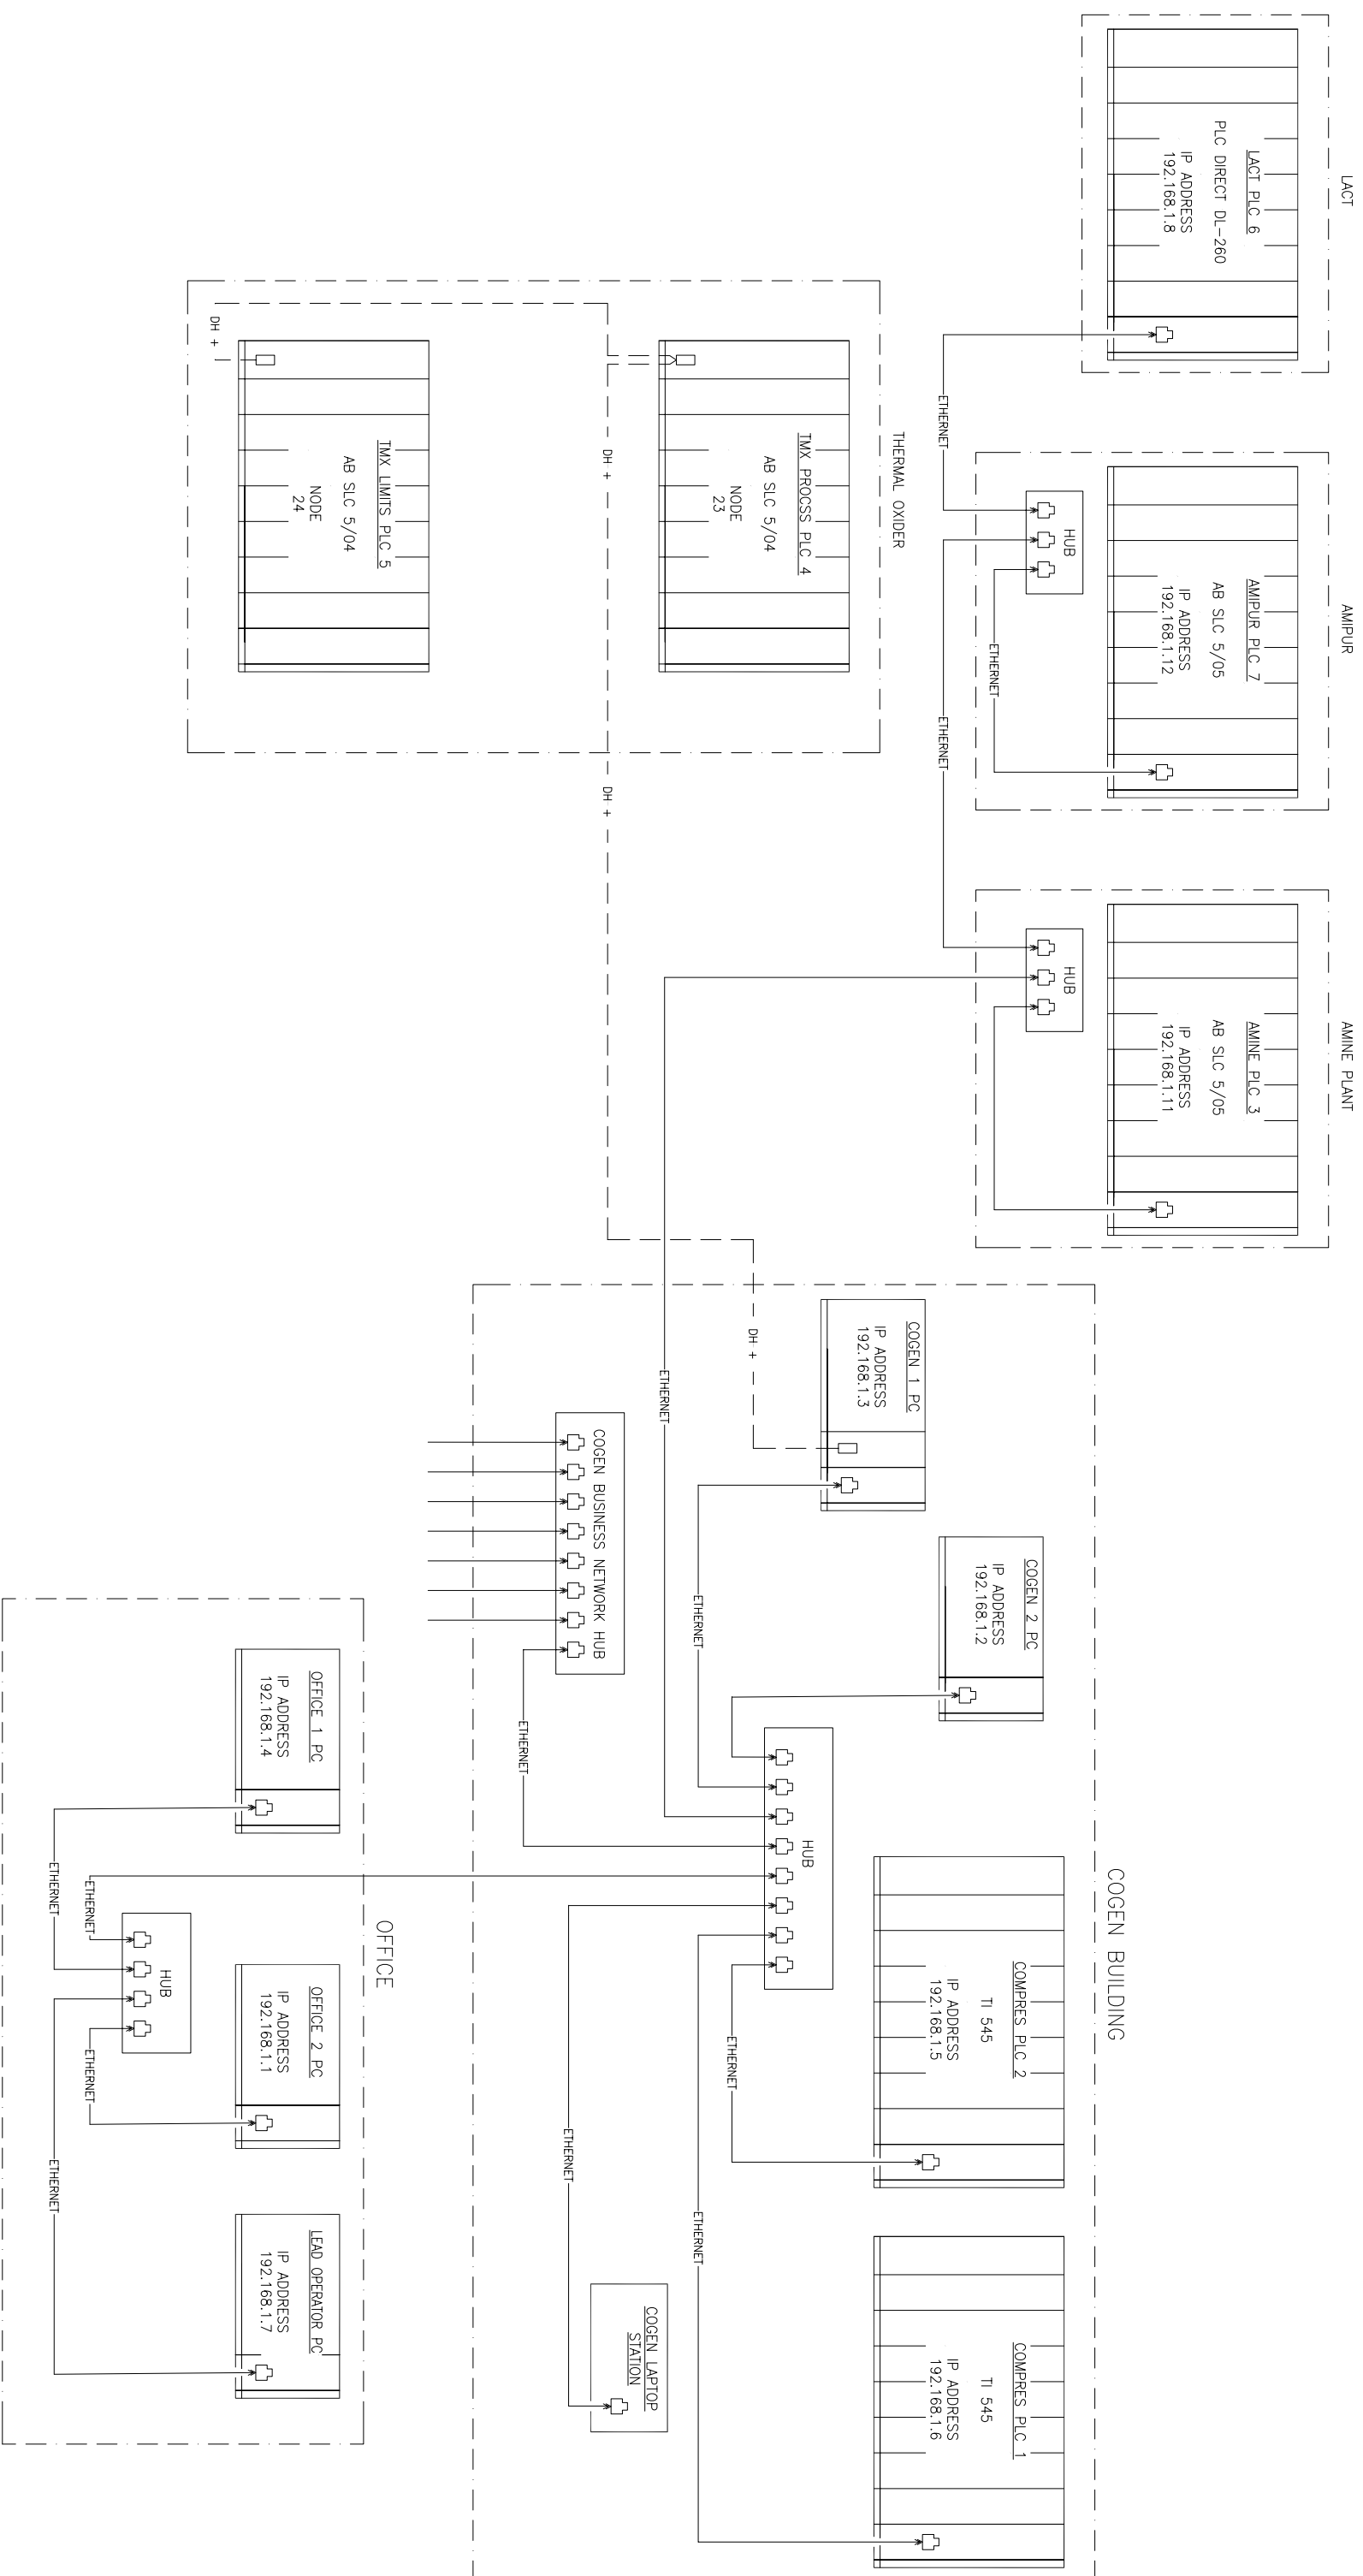 LACT
LACT PLC 6
PLC DIRECT DL-260
IP ADDRESS
192.168.1.8
ETHERNET
AMIPUR
AMIPUR PLC 7
AB SLC 5/05
IP ADDRESS
192.168.1.12
HUB
ETHERNET
ETHERNET
AMINE PLANT
AMINE PLC 3
AB SLC 5/05
IP ADDRESS
192.168.1.11
HUB
ETHERNET
THERMAL OXIDER
TMX PROCSS PLC 4
AB SLC 5/04
NODE
23
DH +
DH +
TMX LIMITS PLC 5
AB SLC 5/04
NODE
24
DH +
COGEN BUILDING
COGEN 1 PC
IP ADDRESS
192.168.1.3
DH +
ETHERNET
COGEN 2 PC
IP ADDRESS
192.168.1.2
HUB
COMPRES PLC 2
TI 545
IP ADDRESS
192.168.1.5
ETHERNET
COMPRES PLC 1
TI 545
IP ADDRESS
192.168.1.6
ETHERNET
COGEN BUSINESS NETWORK HUB
ETHERNET
ETHERNET
COGEN LAPTOP
STATION
OFFICE
OFFICE 1 PC
IP ADDRESS
192.168.1.4
OFFICE 2 PC
IP ADDRESS
192.168.1.1
LEAD OPERATOR PC
IP ADDRESS
192.168.1.7
HUB
ETHERNET
ETHERNET
ETHERNET
ETHERNET